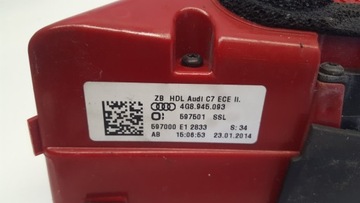 ZB HDL Audi C7 ECE II.
4G8.945.093
597501 SSL
597000 E1 2833 S: 34
AB 15:08:53 23.01.2014